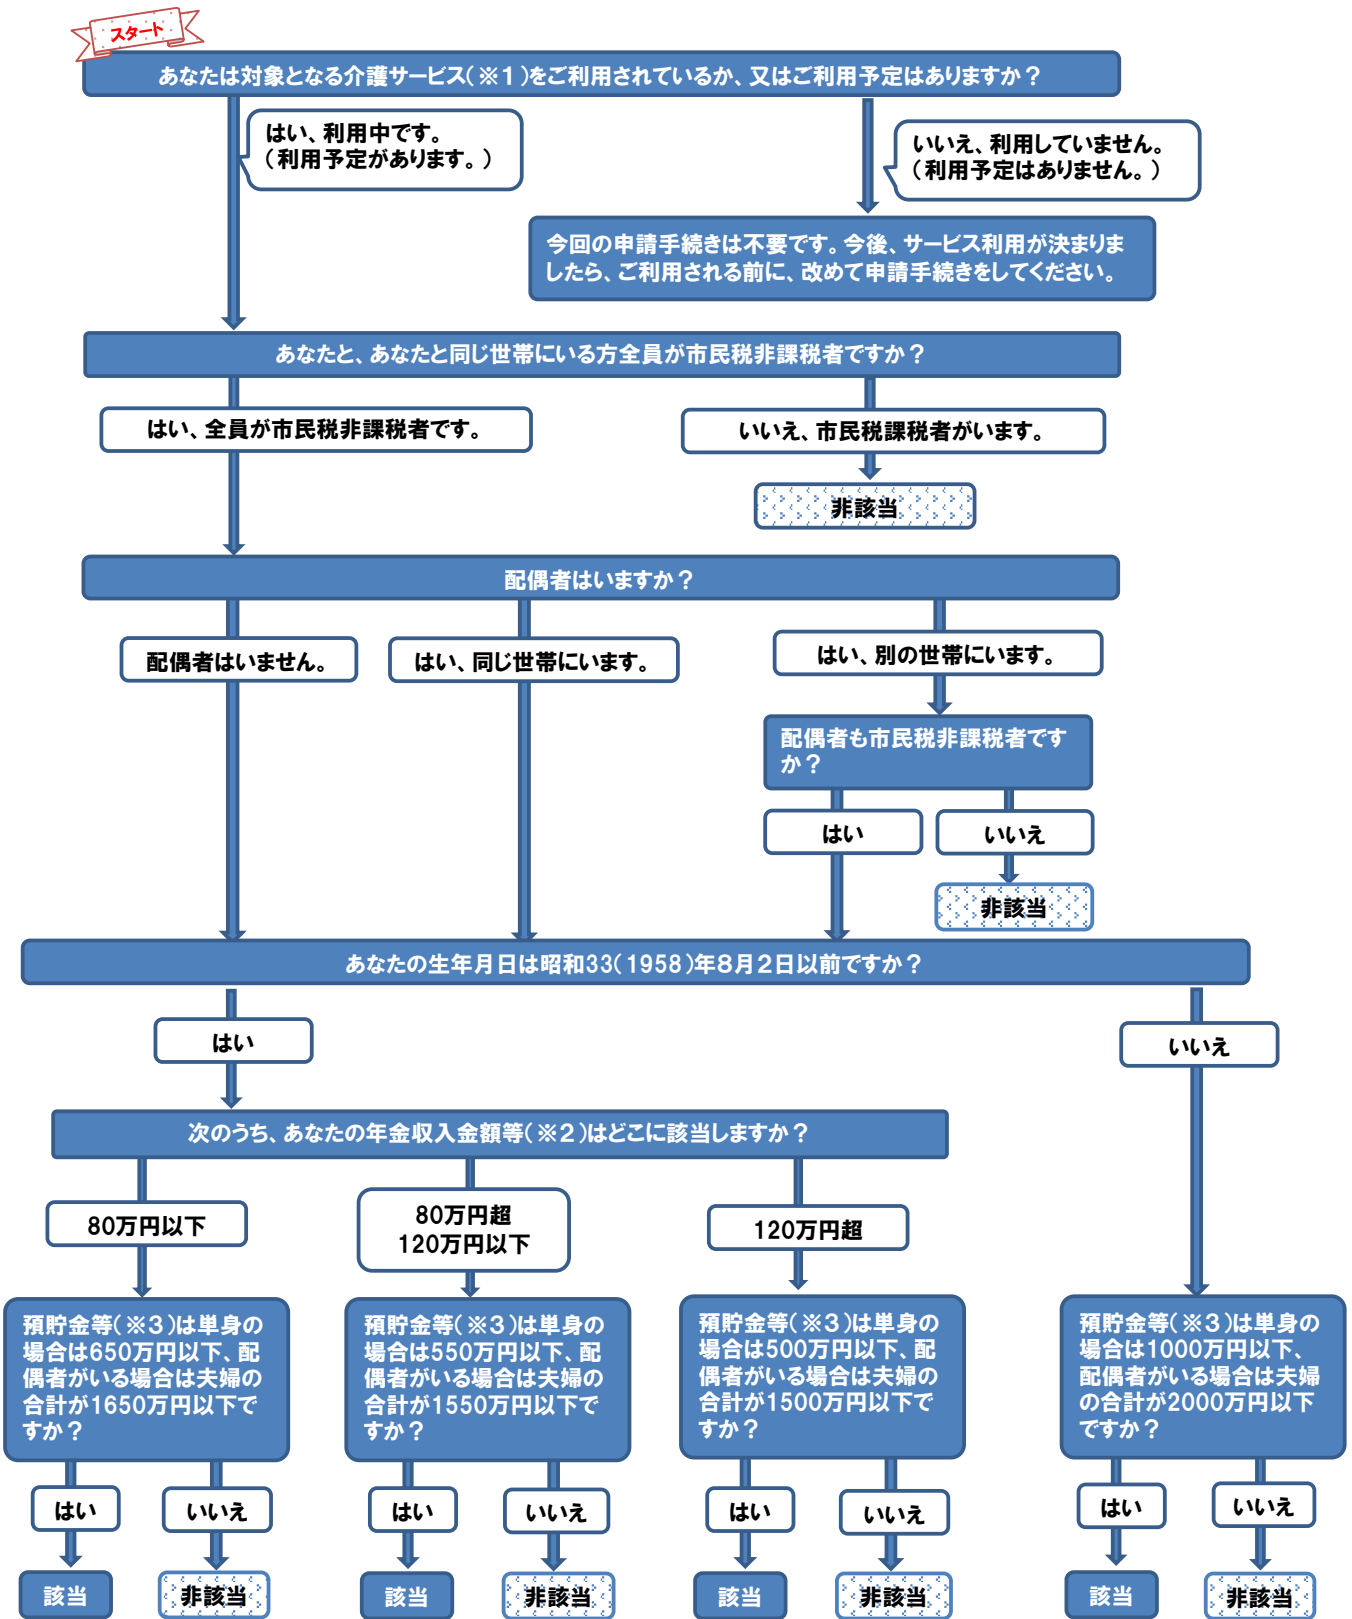 スタート
あなたは対象となる介護サービス(※1)をご利用されているか、又はご利用予定はありますか？
はい、利用中です。
（利用予定があります。）
いいえ、利用していません。
（利用予定はありません。）
今回の申請手続きは不要です。今後、サービス利用が決まりま
したら、ご利用される前に、改めて申請手続きをしてください。
あなたと、あなたと同じ世帯にいる方全員が市民税非課税者ですか？
はい、全員が市民税非課税者です。
いいえ、市民税課税者がいます。
非該当
配偶者はいますか？
配偶者はいません。
はい、同じ世帯にいます。
はい、別の世帯にいます。
配偶者も市民税非課税者です
か？
はい
いいえ
非該当
あなたの生年月日は昭和33(1958)年8月2日以前ですか？
はい
いいえ
次のうち、あなたの年金収入金額等(※2)はどこに該当しますか？
80万円以下
80万円超
120万円以下
120万円超
預貯金等(※3)は単身の
場合は650万円以下、配
偶者がいる場合は夫婦の
合計が1650万円以下で
すか？
預貯金等(※3)は単身の
場合は550万円以下、配
偶者がいる場合は夫婦の
合計が1550万円以下で
すか？
預貯金等(※3)は単身の
場合は500万円以下、配
偶者がいる場合は夫婦の
合計が1500万円以下で
すか？
預貯金等(※3)は単身の
場合は1000万円以下、
配偶者がいる場合は夫婦
の合計が2000万円以下
ですか？
はい
いいえ
はい
いいえ
はい
いいえ
はい
いいえ
該当
非該当
該当
非該当
該当
非該当
該当
非該当